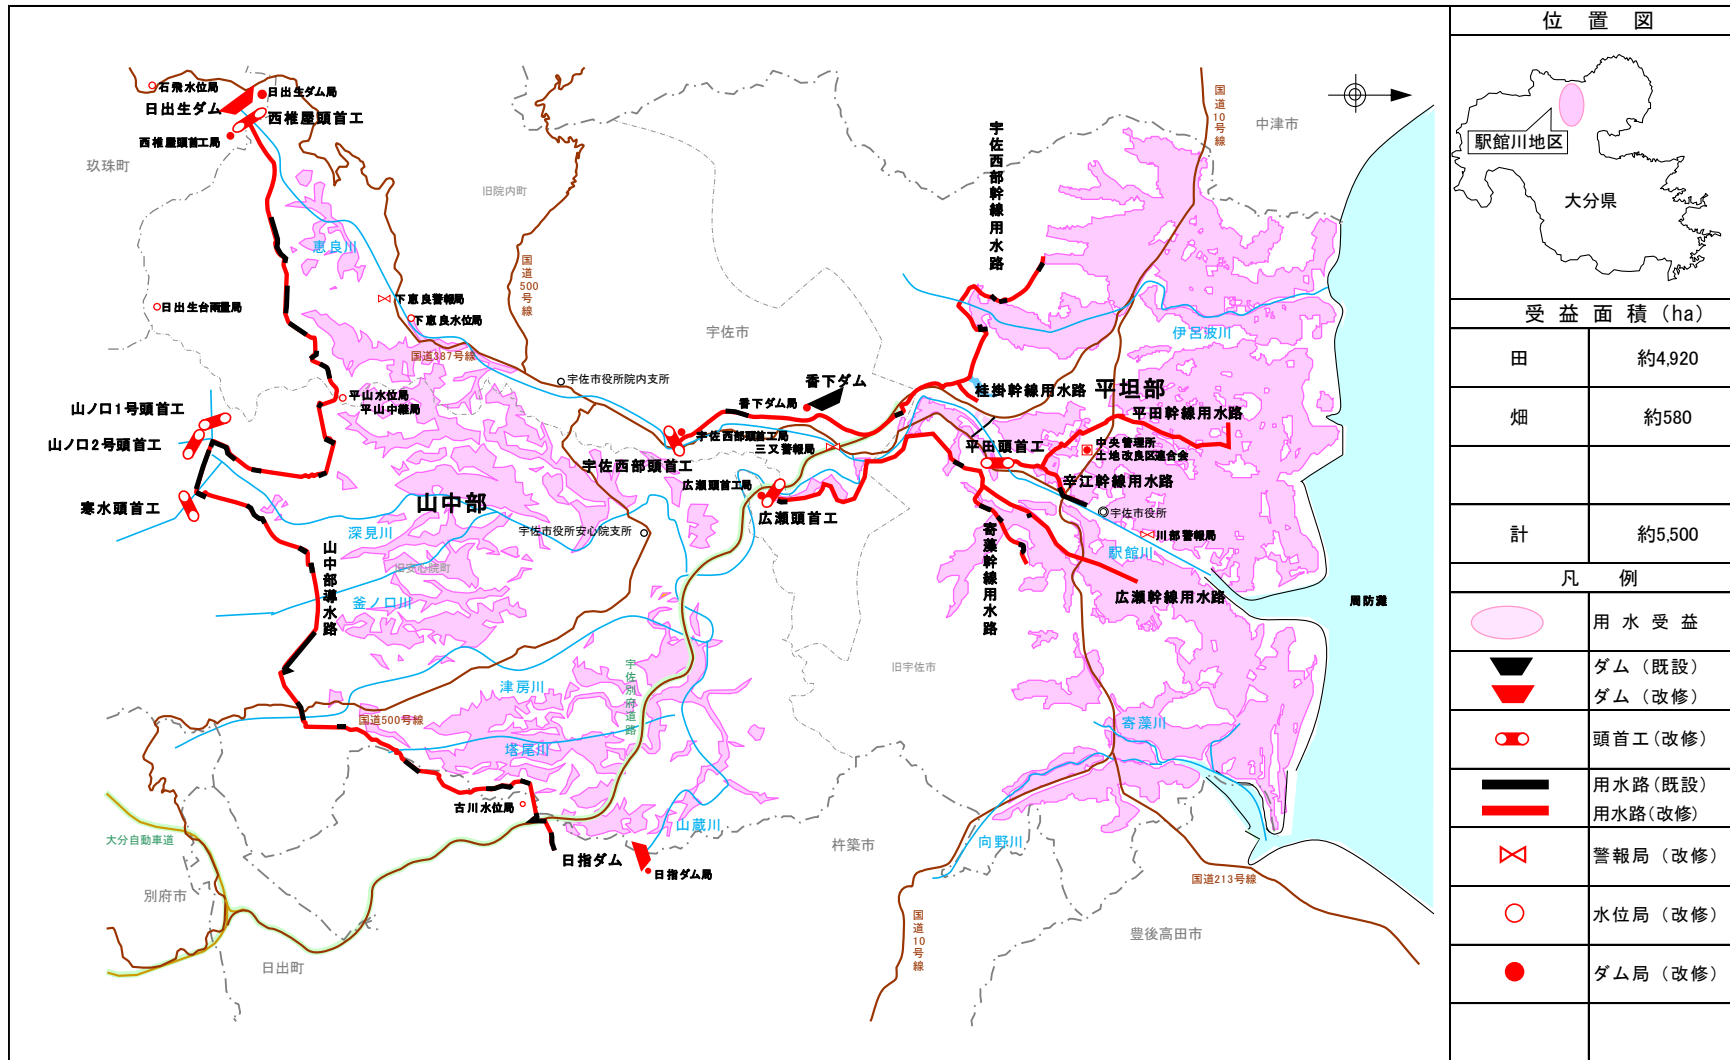 石飛水位局
日出生ダム局
日出生ダム
西椎屋頭首工
西椎屋頭首工局
玖珠町
旧院内町
恵良川
国道500号線
下恵良警報局
日出生台雨量局
下恵良水位局
国道387号線
宇佐市
宇佐市役所院内支所
平山水位局
平山中継局
山ノ口1号頭首工
山ノ口2号頭首工
寒水頭首工
香下ダム
香下ダム局
宇佐西部頭首工局
三又警報局
宇佐西部頭首工
広瀬頭首工局
広瀬頭首工
山中部
深見川
宇佐市役所安心院支所
旧安心院町
釜ノ口川
山中部導水路
津房川
国道500号線
塔尾川
宇佐別府道路
古川水位局
山蔵川
日指ダム
日指ダム局
大分自動車道
別府市
日出町
杵築市
宇佐西部幹線用水路
国道10号線
中津市
伊呂波川
桂掛幹線用水路
平坦部
平田幹線用水路
平田頭首工
中央管理所
土地改良区連合会
辛江幹線用水路
宇佐市役所
川部警報局
駅館川
寄藻幹線用水路
広瀬幹線用水路
周防灘
旧宇佐市
寄藻川
向野川
国道213号線
国道10号線
豊後高田市
位置図
駅館川地区
大分県
受益面積(ha)
田 約4,920
畑 約580
計 約5,500
凡例
用水受益
ダム(既設)
ダム(改修)
頭首工(改修)
用水路(既設)
用水路(改修)
警報局(改修)
水位局(改修)
ダム局(改修)